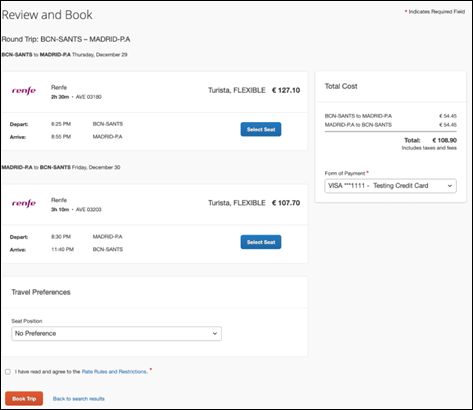 Review and Book
* Indicates Required Field
Round Trip: BCN-SANTS – MADRID-P.A
BCN-SANTS to MADRID-P.A Thursday, December 29
renfe
Renfe
2h 30m • AVE 03180
Turista, FLEXIBLE € 127.10
Depart: 6:25 PM BCN-SANTS
Arrive: 8:55 PM MADRID-P.A
Select Seat
MADRID-P.A to BCN-SANTS Friday, December 30
renfe
Renfe
3h 10m • AVE 03203
Turista, FLEXIBLE € 107.70
Depart: 8:30 PM MADRID-P.A
Arrive: 11:40 PM BCN-SANTS
Select Seat
Travel Preferences
Seat Position
No Preference
I have read and agree to the Rate Rules and Restrictions. *
Book Trip
Back to search results
Total Cost
BCN-SANTS to MADRID-P.A € 54.45
MADRID-P.A to BCN-SANTS € 54.45
Total: € 108.90
Includes taxes and fees
Form of Payment *
VISA ***1111 - Testing Credit Card